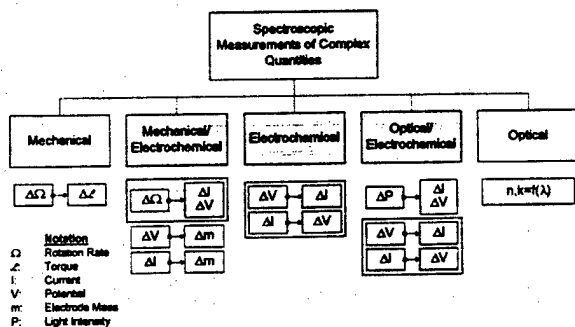 Spectroscopic
Measurements of Complex
Quantities
Mechanical
Mechanical/
Electrochemical
Electrochemical
Optical/
Electrochemical
Optical
ΔΩ
Δℒ
ΔΩ
ΔI
ΔV
ΔV
Δm
ΔI
Δm
ΔV
ΔI
ΔI
ΔV
ΔP
ΔI
ΔV
ΔV
ΔI
ΔI
ΔV
n,k=f(λ)
Notation
Ω Rotation Rate
ℒ: Torque
I: Current
V: Potential
m: Electrode Mass
P: Light Intensity